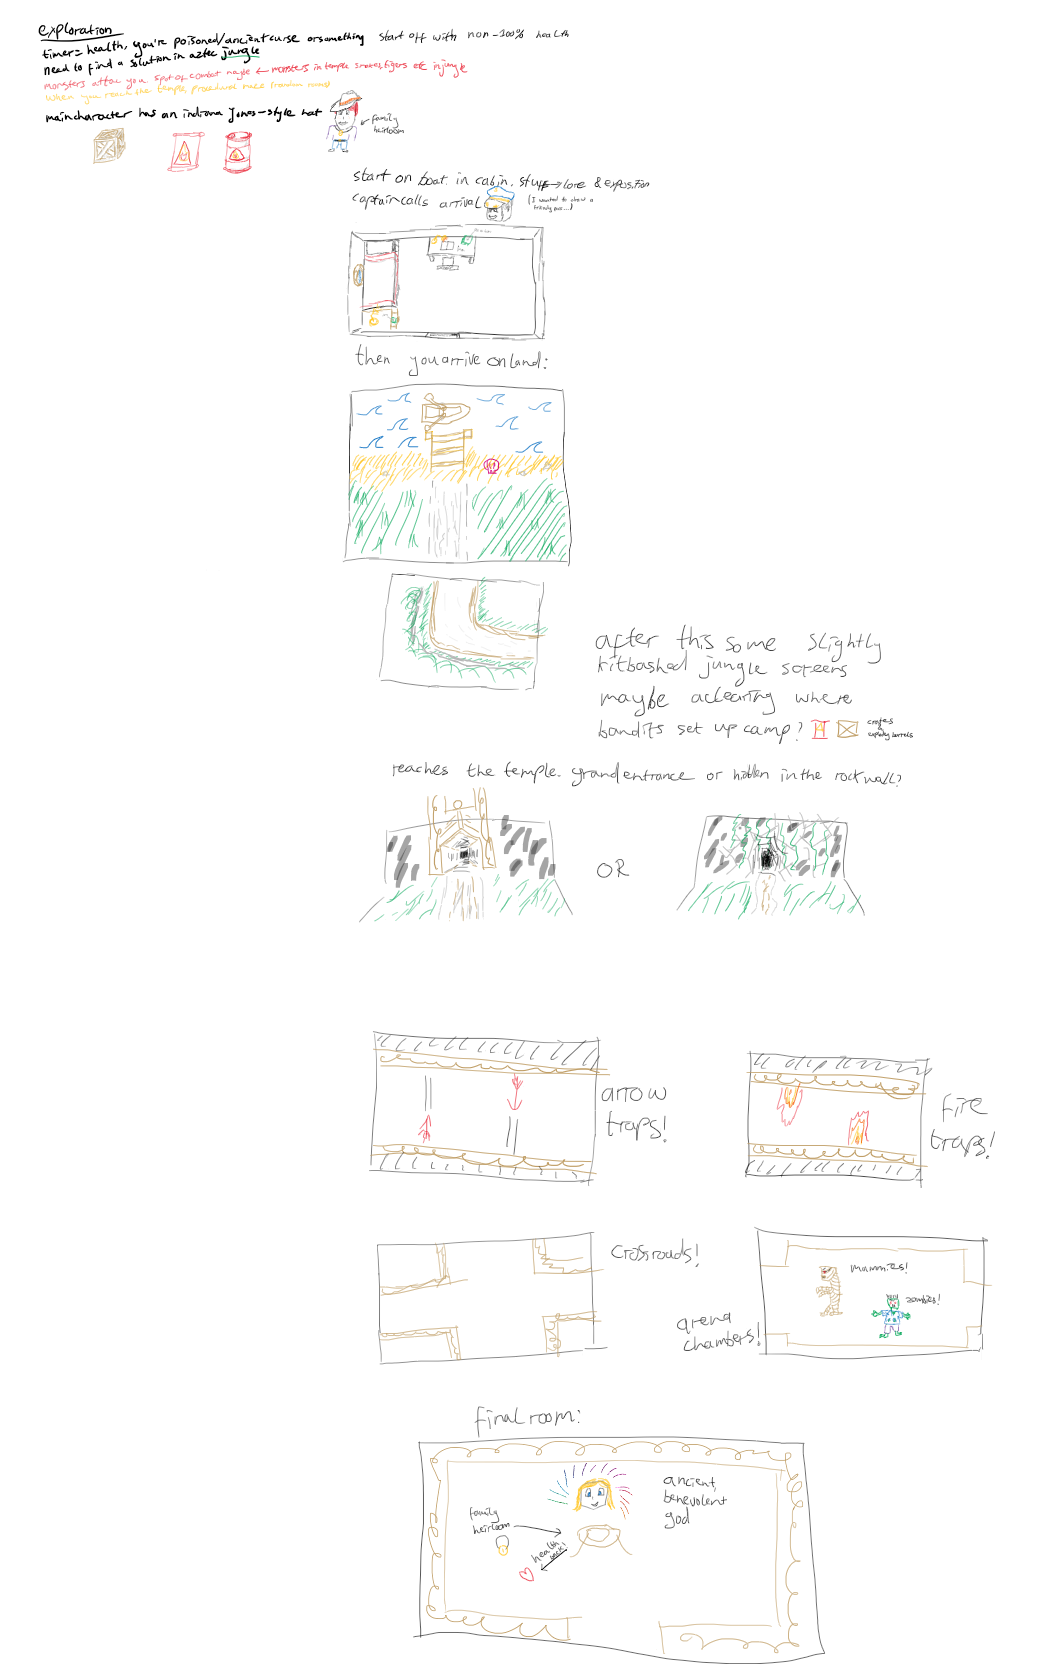 exploration
timer = health, you're poisoned/ancient curse or something start off with non-100% health
need to find a solution in aztec jungle
monsters attac you spot of combat maybe ← monsters in temple snakes, tigers etc in jungle
When you reach the temple, procedural maze from
main character has an indiana jones-style hat
← family
heirloom
start on boat. in cabin. stuff → lore & exposition
captain calls arrival
(I wanted to draw a
friendly
then you arrive on land:
after this some slightly
kitbashed jungle screens
maybe a clearing where
bandits set up camp?
crates
explody barrels
reaches the temple. grand entrance or hidden in the rock wall?
OR
arrow
traps!
fire
traps!
crossroads!
mummies!
zombies!
arena
chambers!
final room:
ancient,
benevolent
god
family
heirloom
health
back!